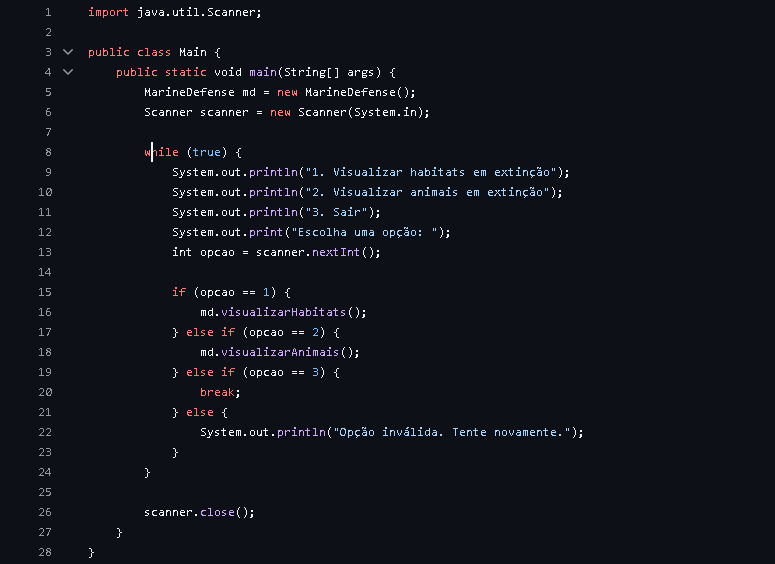 1 import java.util.Scanner;
2
3 public class Main {
4 public static void main(String[] args) {
5 MarineDefense md = new MarineDefense();
6 Scanner scanner = new Scanner(System.in);
7
8 while (true) {
9 System.out.println("1. Visualizar habitats em extinção");
10 System.out.println("2. Visualizar animais em extinção");
11 System.out.println("3. Sair");
12 System.out.print("Escolha uma opção: ");
13 int opcao = scanner.nextInt();
14
15 if (opcao == 1) {
16 md.visualizarHabitats();
17 } else if (opcao == 2) {
18 md.visualizarAnimais();
19 } else if (opcao == 3) {
20 break;
21 } else {
22 System.out.println("Opção inválida. Tente novamente.");
23 }
24 }
25
26 scanner.close();
27 }
28 }